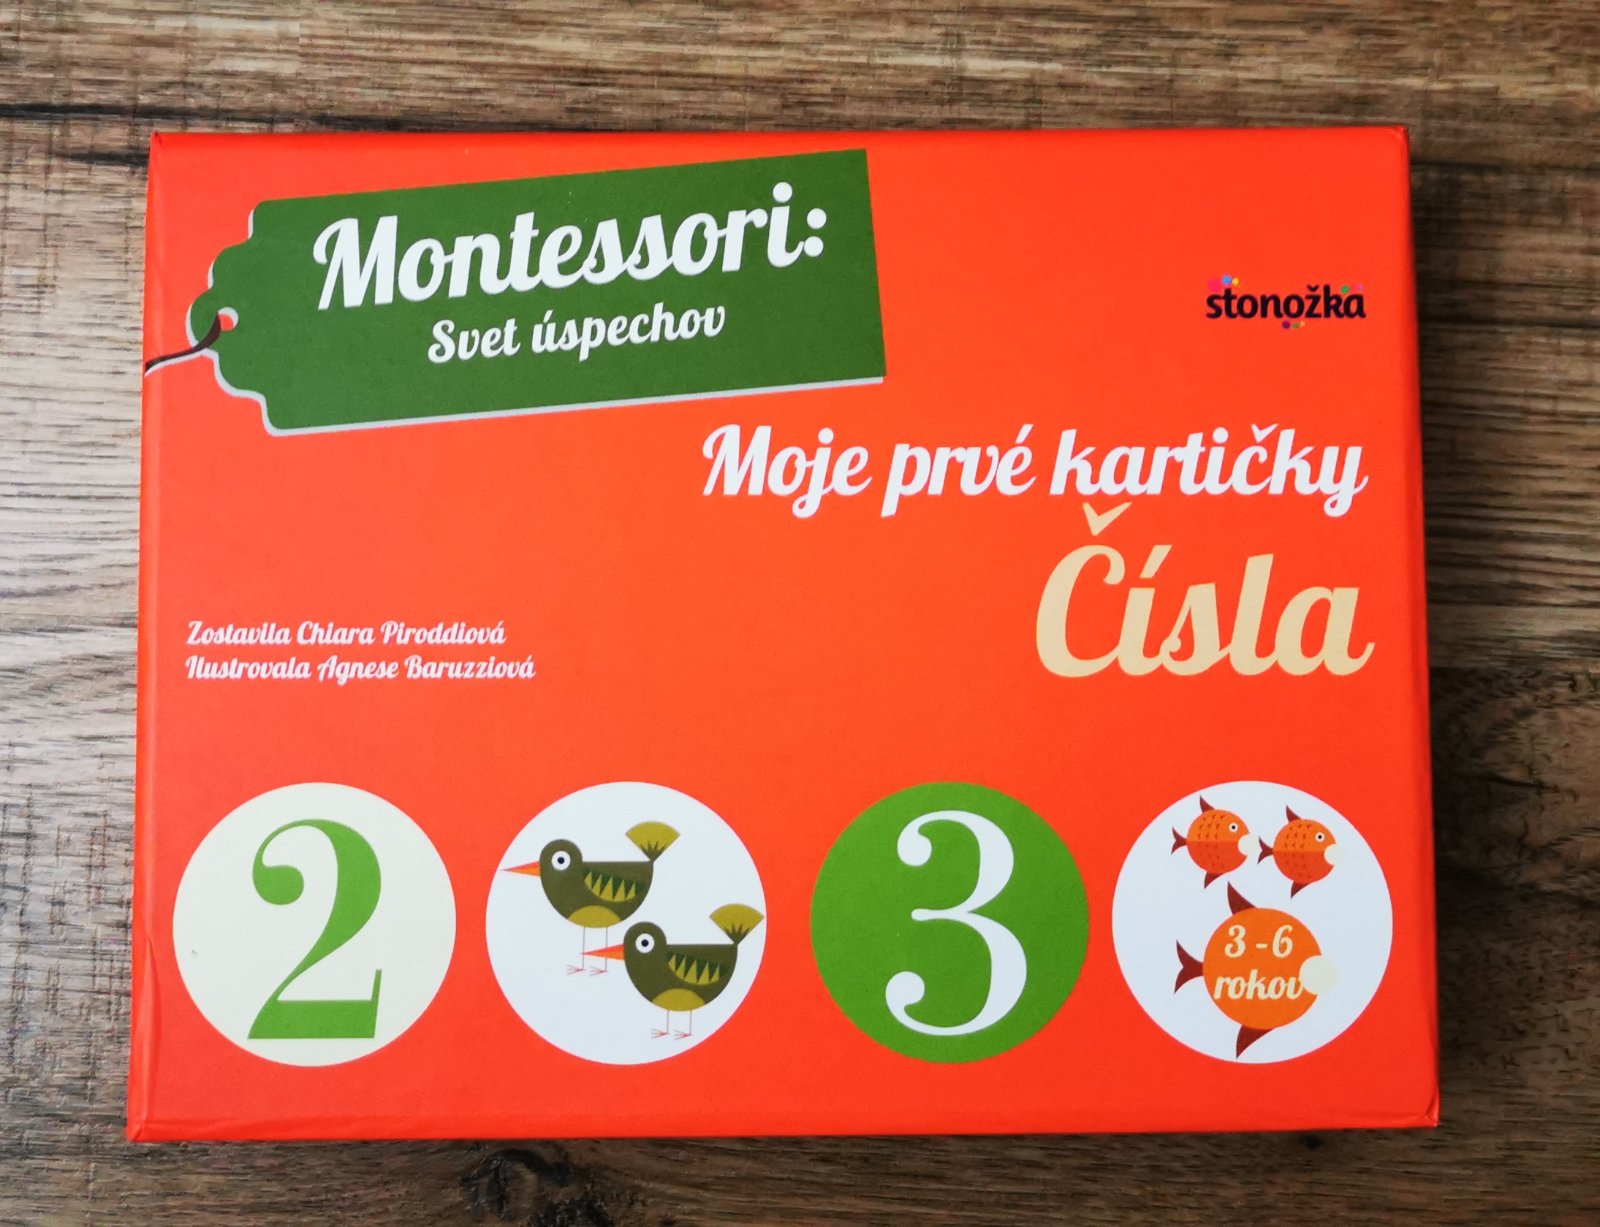 Montessori:
Svet úspechov
stonožka
Moje prvé kartičky
Čísla
Zostavila Chiara Piroddiová
Ilustrovala Agnese Baruzziová
2
3
3 - 6
rokov